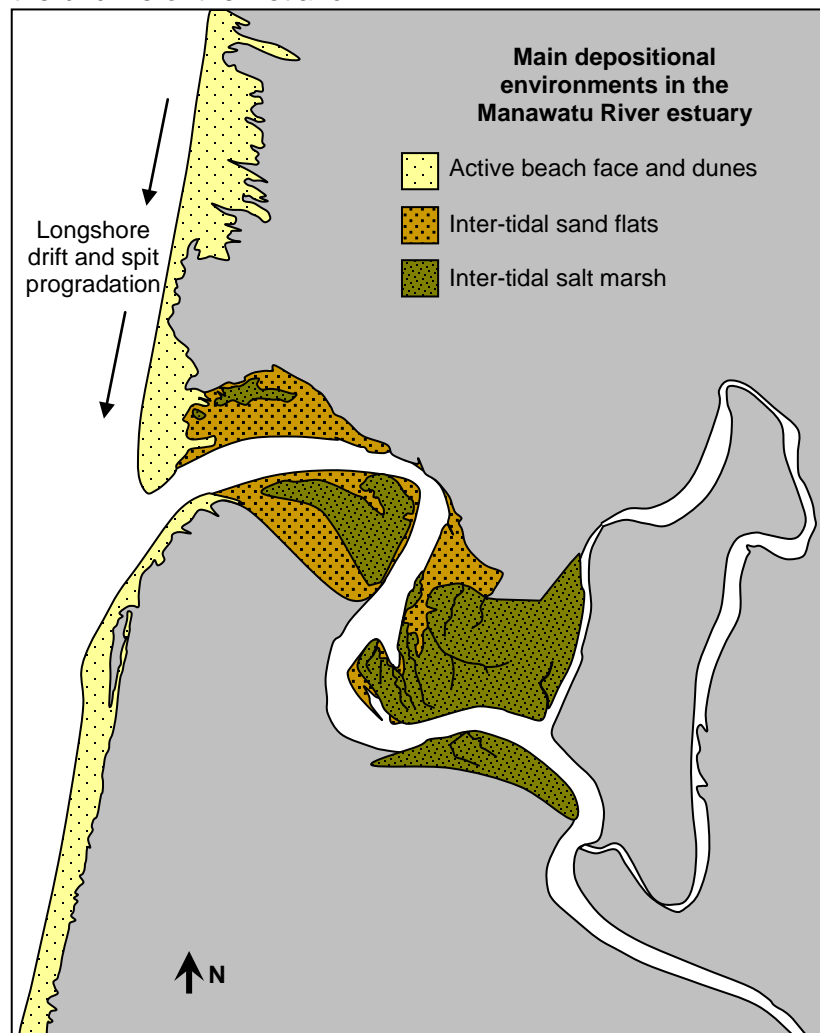 Main depositional
environments in the
Manawatu River estuary
Active beach face and dunes
Inter-tidal sand flats
Inter-tidal salt marsh
Longshore
drift and spit
progradation
N